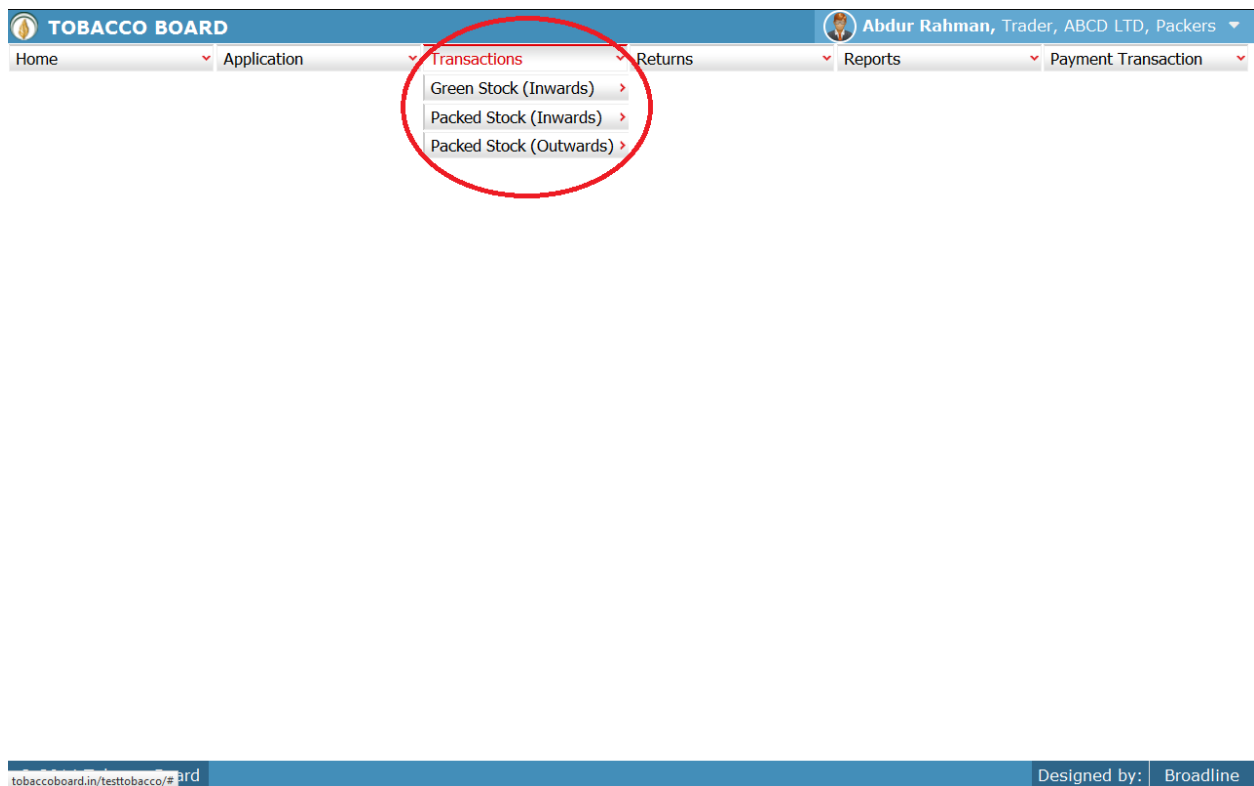 TOBACCO BOARD
Abdur Rahman, Trader, ABCD LTD, Packers
Home Application Transactions Returns Reports Payment Transaction
Green Stock (Inwards)
Packed Stock (Inwards)
Packed Stock (Outwards)
tobaccoboard.in/testtobacco/# ard Designed by: Broadline